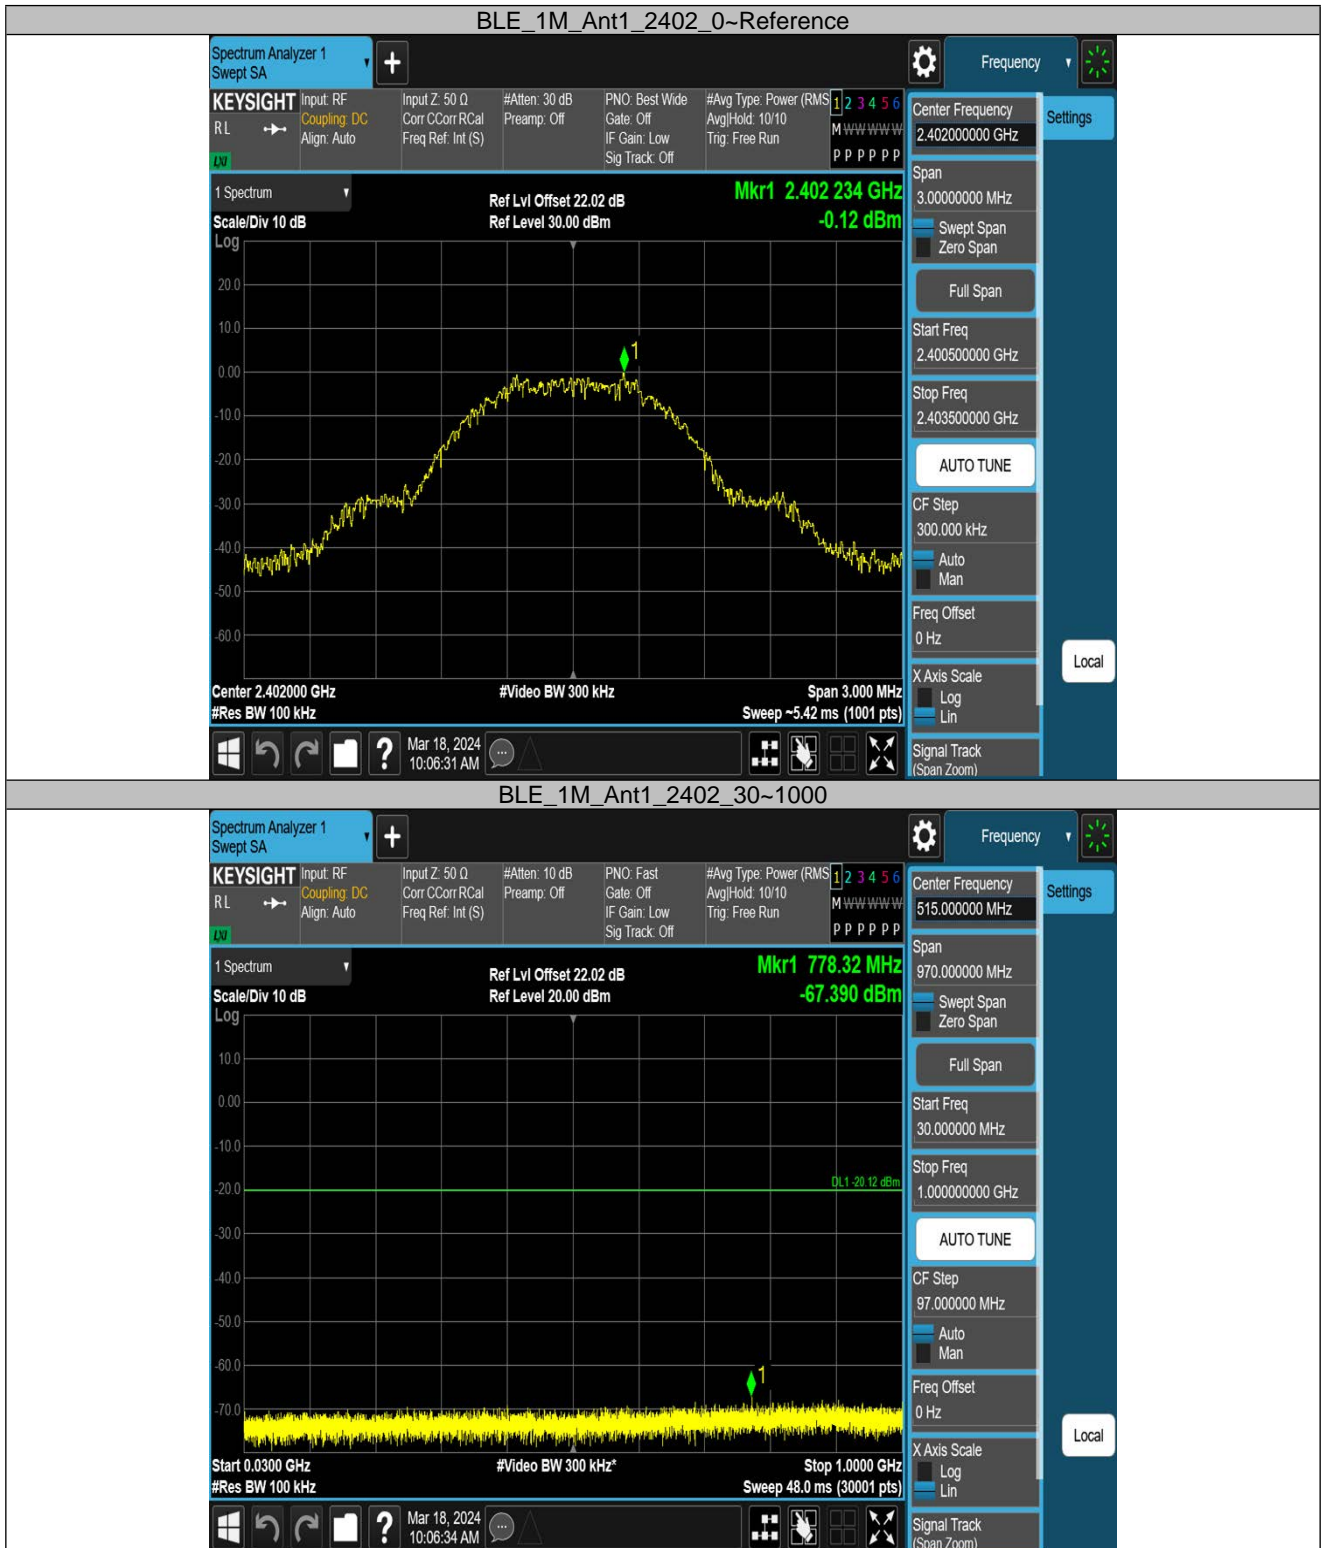 BLE_1M_Ant1_2402_0~Reference
Spectrum Analyzer 1
Swept SA
Frequency
KEYSIGHT
RL
LXI
Input: RF
Coupling: DC
Align: Auto
Input Z: 50 Ω
Corr CCorr RCal
Freq Ref: Int (S)
#Atten: 30 dB
Preamp: Off
PNO: Best Wide
Gate: Off
IF Gain: Low
Sig Track: Off
#Avg Type: Power (RMS
Avg|Hold: 10/10
Trig: Free Run
1 2 3 4 5 6
M W W W W W
P P P P P P
1 Spectrum
Scale/Div 10 dB
Log
Ref Lvl Offset 22.02 dB
Ref Level 30.00 dBm
Mkr1 2.402 234 GHz
-0.12 dBm
20.0
10.0
0.00
-10.0
-20.0
-30.0
-40.0
-50.0
-60.0
1
Center 2.402000 GHz
#Res BW 100 kHz
#Video BW 300 kHz
Span 3.000 MHz
Sweep ~5.42 ms (1001 pts)
Mar 18, 2024
10:06:31 AM
Center Frequency
2.402000000 GHz
Span
3.00000000 MHz
Swept Span
Zero Span
Full Span
Start Freq
2.400500000 GHz
Stop Freq
2.403500000 GHz
AUTO TUNE
CF Step
300.000 kHz
Auto
Man
Freq Offset
0 Hz
X Axis Scale
Log
Lin
Signal Track
(Span Zoom)
Settings
Local
BLE_1M_Ant1_2402_30~1000
Spectrum Analyzer 1
Swept SA
Frequency
KEYSIGHT
RL
LXI
Input: RF
Coupling: DC
Align: Auto
Input Z: 50 Ω
Corr CCorr RCal
Freq Ref: Int (S)
#Atten: 10 dB
Preamp: Off
PNO: Fast
Gate: Off
IF Gain: Low
Sig Track: Off
#Avg Type: Power (RMS
Avg|Hold: 10/10
Trig: Free Run
1 2 3 4 5 6
M W W W W W
P P P P P P
1 Spectrum
Scale/Div 10 dB
Log
Ref Lvl Offset 22.02 dB
Ref Level 20.00 dBm
Mkr1 778.32 MHz
-67.390 dBm
10.0
0.00
-10.0
-20.0
-30.0
-40.0
-50.0
-60.0
-70.0
DL1 -20.12 dBm
1
Start 0.0300 GHz
#Res BW 100 kHz
#Video BW 300 kHz*
Stop 1.0000 GHz
Sweep 48.0 ms (30001 pts)
Mar 18, 2024
10:06:34 AM
Center Frequency
515.000000 MHz
Span
970.000000 MHz
Swept Span
Zero Span
Full Span
Start Freq
30.000000 MHz
Stop Freq
1.000000000 GHz
AUTO TUNE
CF Step
97.000000 MHz
Auto
Man
Freq Offset
0 Hz
X Axis Scale
Log
Lin
Signal Track
(Span Zoom)
Settings
Local